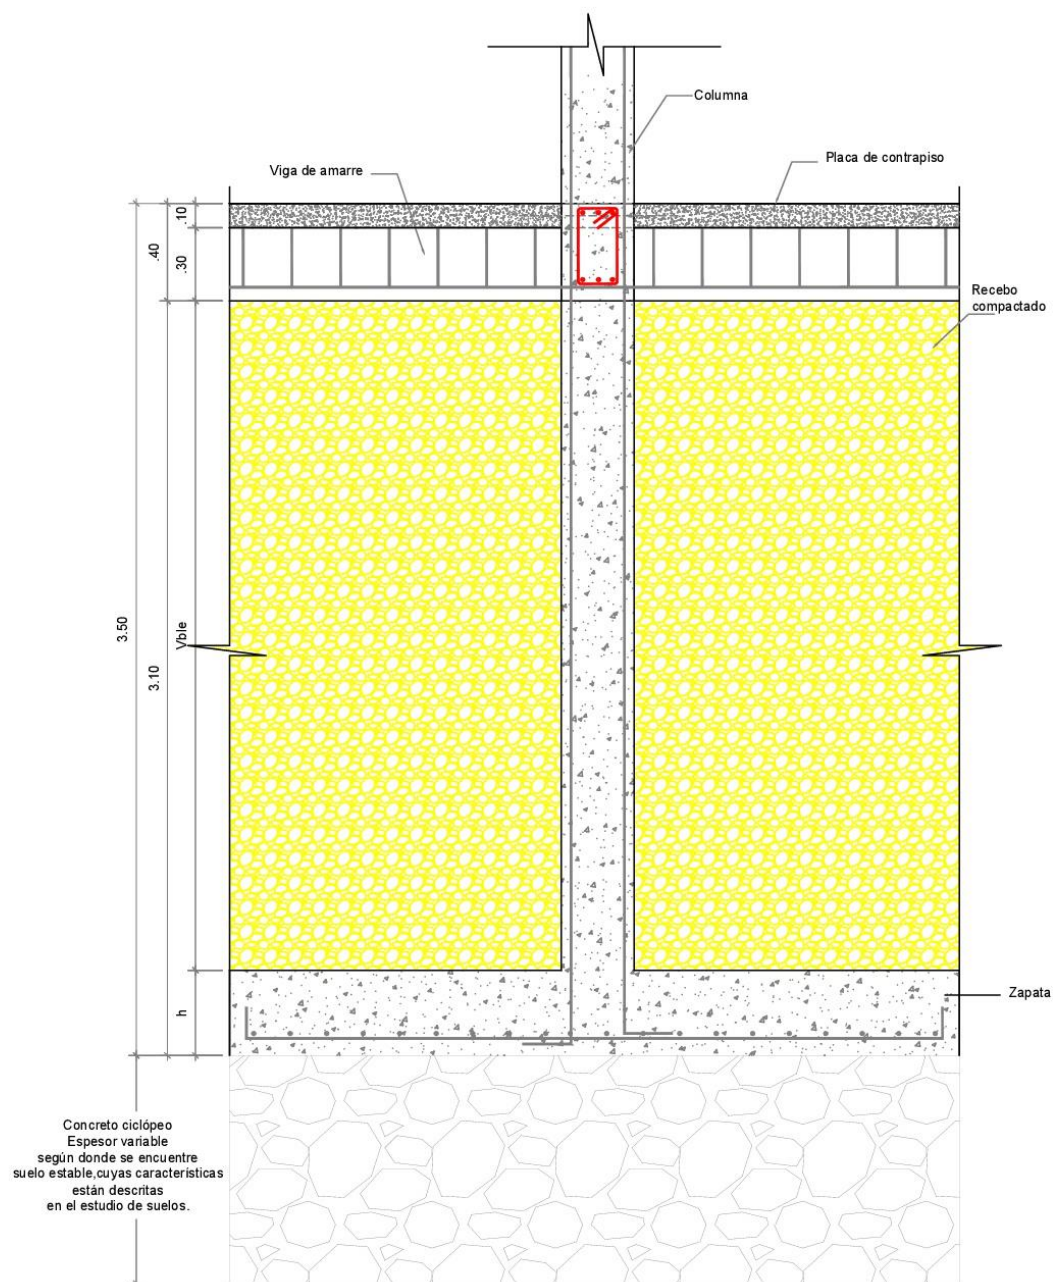 Columna
Placa de contrapiso
Viga de amarre
.10
.40
.30
Recebo
compactado
3.50
Vble
3.10
Zapata
h
Concreto ciclópeo
Espesor variable
según donde se encuentre
suelo estable,cuyas características
están descritas
en el estudio de suelos.